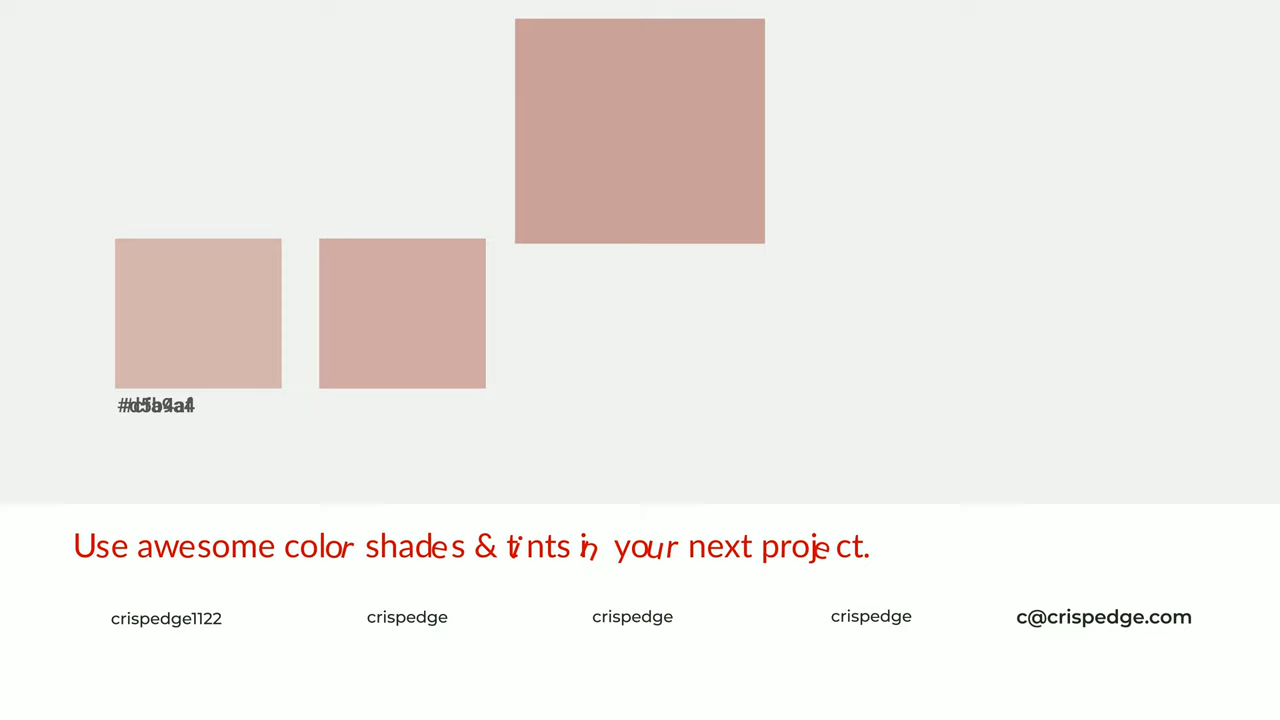 Use awesome color shades & tints in your next project.
crispedge1122 crispedge crispedge crispedge c@crispedge.com